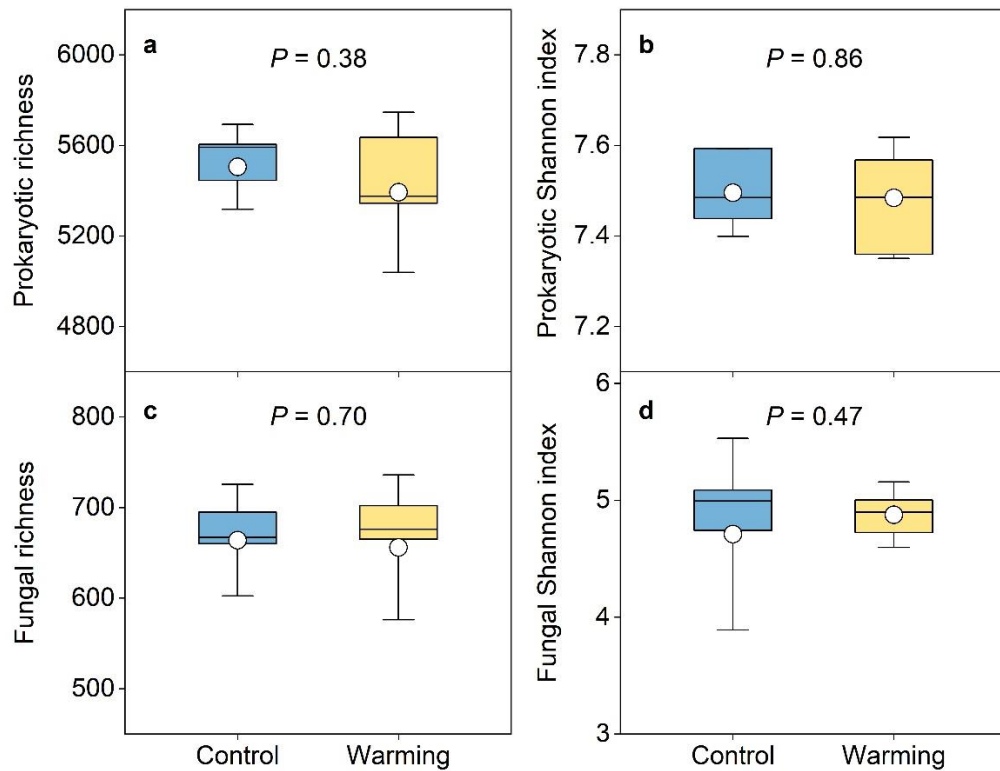 a
P = 0.38
Prokaryotic richness
6000
5600
5200
4800
b
P = 0.86
Prokaryotic Shannon index
7.8
7.6
7.4
7.2
c
P = 0.70
Fungal richness
800
700
600
500
Control
Warming
d
P = 0.47
Fungal Shannon index
6
5
4
3
Control
Warming